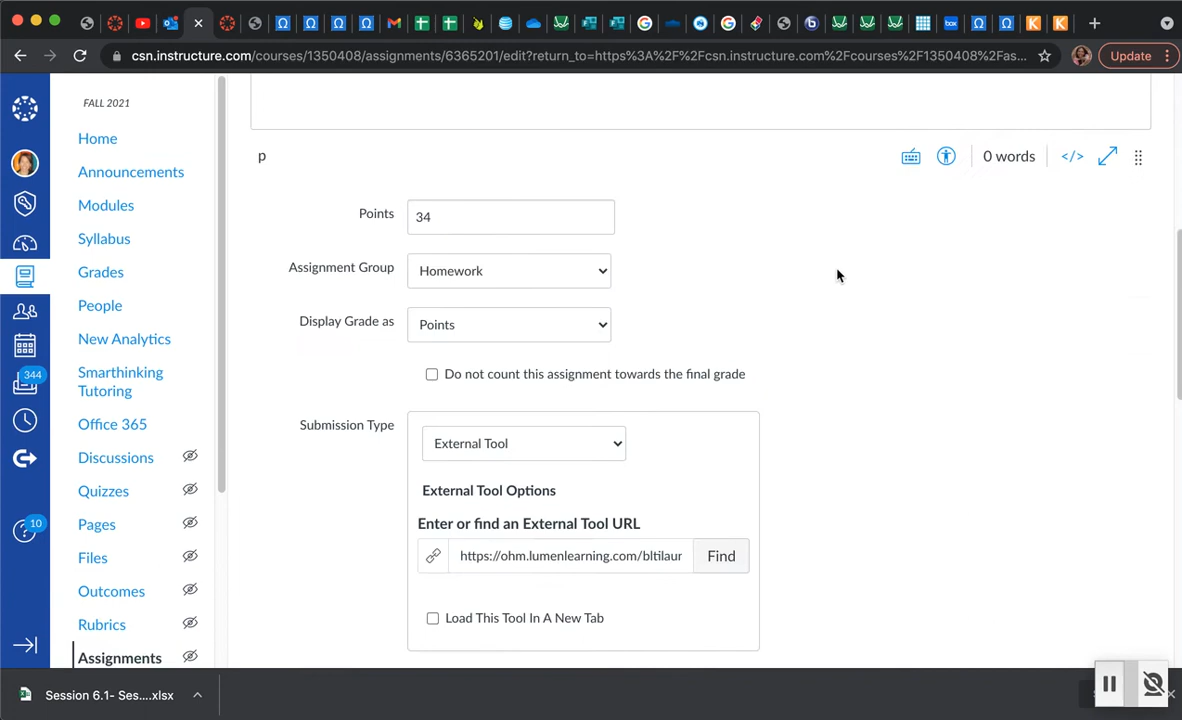 csn.instructure.com/courses/1350408/assignments/6365201/edit?return_to=https%3A%2F%2Fcsn.instructure.com%2Fcourses%2F1350408%2Fas...
Update
FALL 2021
Home
Announcements
Modules
Syllabus
Grades
People
New Analytics
Smarthinking
Tutoring
Office 365
Discussions
Quizzes
Pages
Files
Outcomes
Rubrics
Assignments
344
10
p
0 words
</>
Points
34
Assignment Group
Homework
Display Grade as
Points
Do not count this assignment towards the final grade
Submission Type
External Tool
External Tool Options
Enter or find an External Tool URL
https://ohm.lumenlearning.com/bltilaur
Find
Load This Tool In A New Tab
Session 6.1- Ses....xlsx